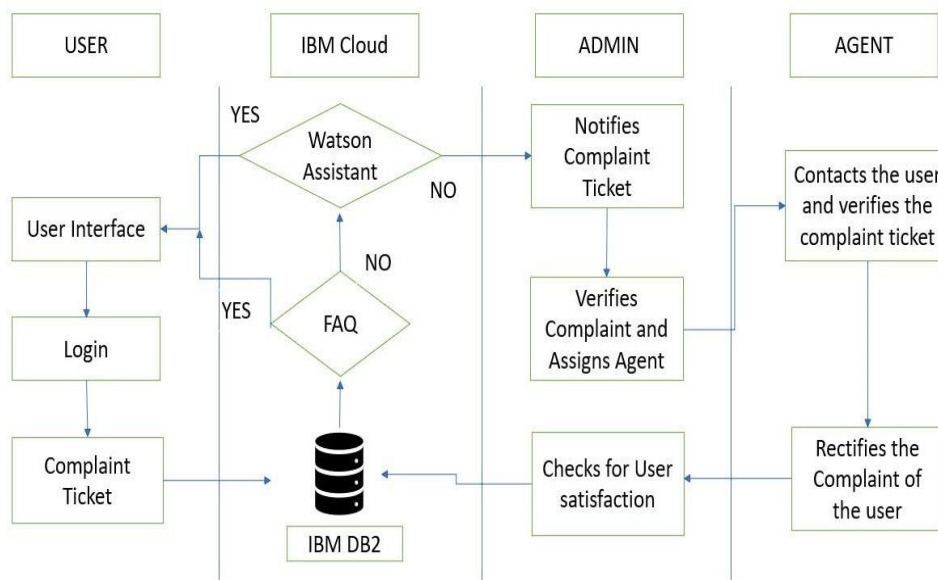 USER
IBM Cloud
ADMIN
AGENT
YES
Watson
Assistant
NO
Notifies
Complaint
Ticket
Contacts the user
and verifies the
complaint ticket
User Interface
NO
YES
FAQ
Verifies
Complaint and
Assigns Agent
Login
Complaint
Ticket
IBM DB2
Checks for User
satisfaction
Rectifies the
Complaint of
the user